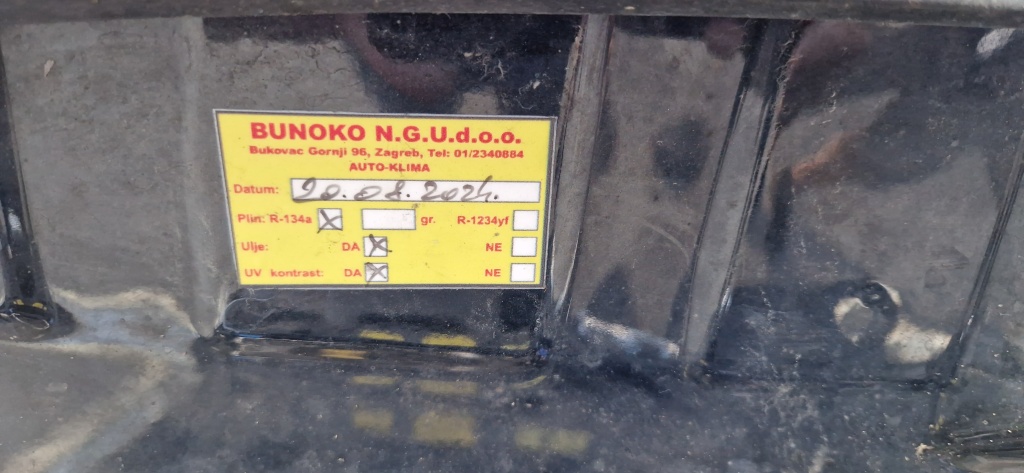 BUNOKO N.G.U.d.o.o.
Bukovac Gornji 96, Zagreb, Tel: 01/2340884
AUTO-KLIMA
Datum: 20.08.2024.
Plin: R-134a gr. R-1234yf
Ulje: DA NE
UV kontrast: DA NE